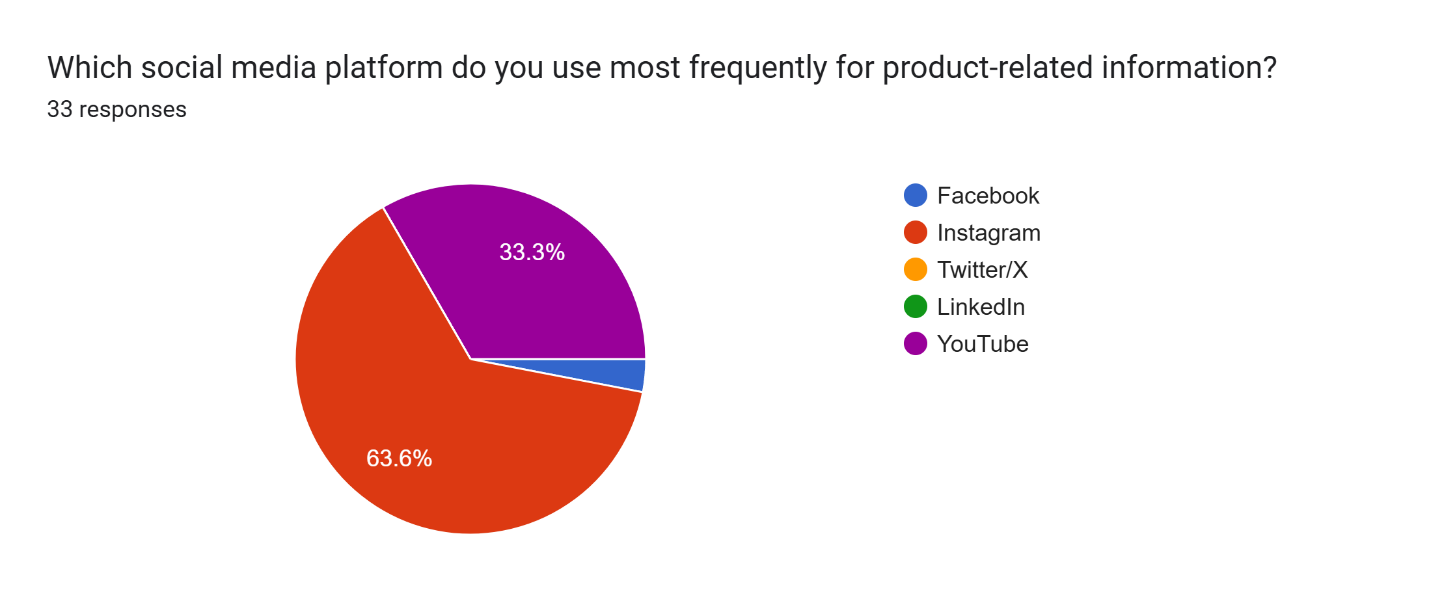 Which social media platform do you use most frequently for product-related information?
33 responses
33.3%
63.6%
Facebook
Instagram
Twitter/X
LinkedIn
YouTube